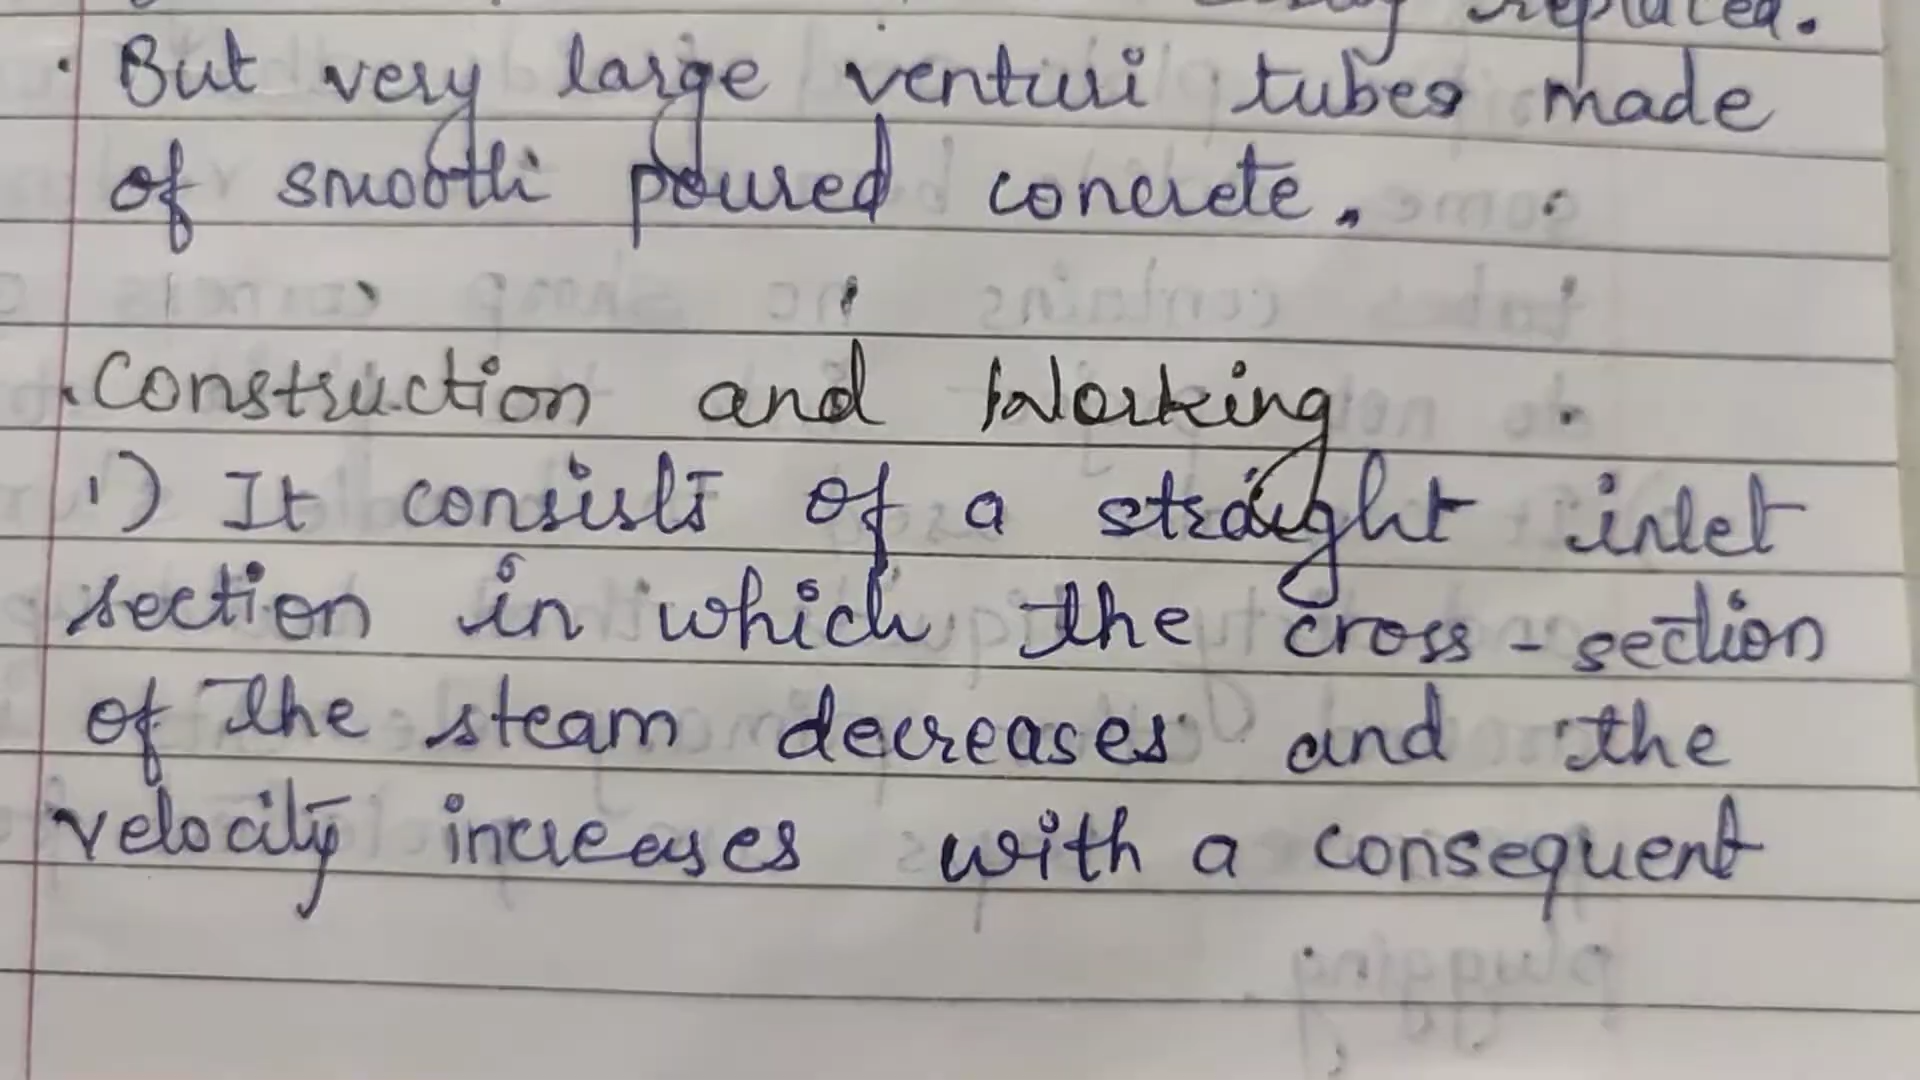 replaced.
· But very large venturi tubes made
of smooth poured concrete.
· Construction and Working
1) It consists of a straight inlet
section in which the cross-section
of the steam decreases and the
velocity increases with a consequent